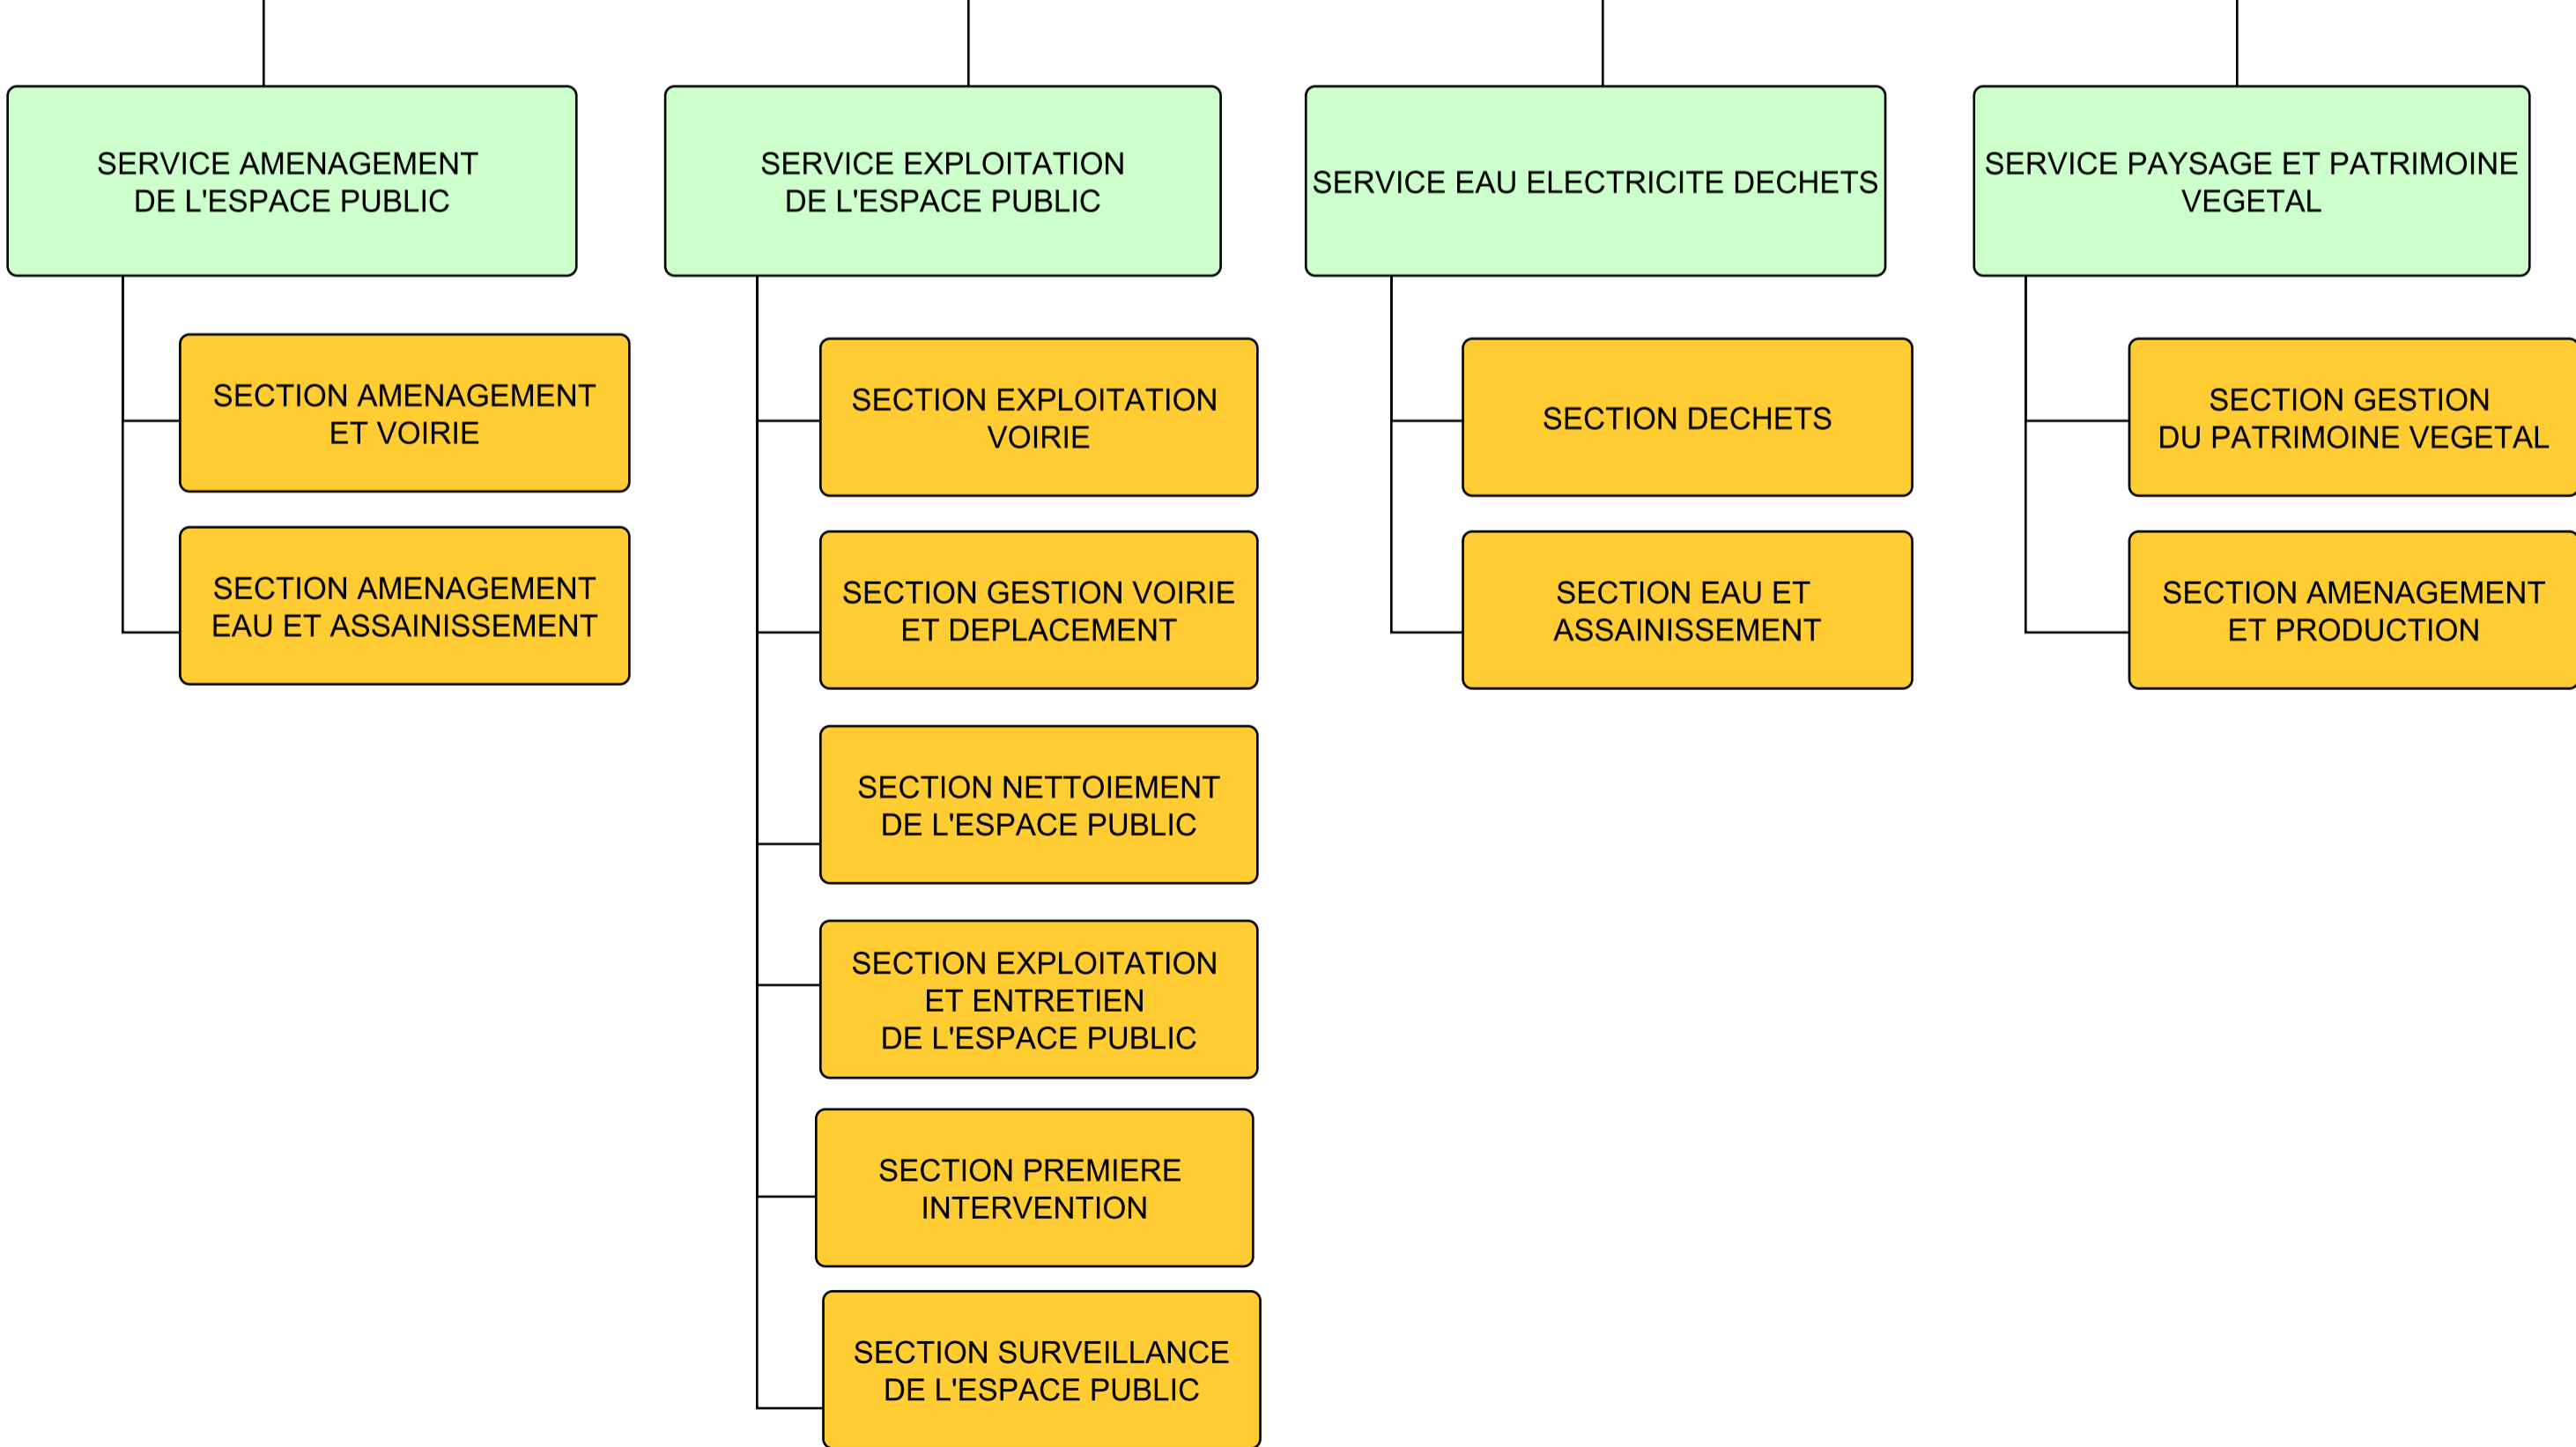 SERVICE AMENAGEMENT
DE L'ESPACE PUBLIC
SECTION AMENAGEMENT
ET VOIRIE
SECTION AMENAGEMENT
EAU ET ASSAINISSEMENT
SERVICE EXPLOITATION
DE L'ESPACE PUBLIC
SECTION EXPLOITATION
VOIRIE
SECTION GESTION VOIRIE
ET DEPLACEMENT
SECTION NETTOIEMENT
DE L'ESPACE PUBLIC
SECTION EXPLOITATION
ET ENTRETIEN
DE L'ESPACE PUBLIC
SECTION PREMIERE
INTERVENTION
SECTION SURVEILLANCE
DE L'ESPACE PUBLIC
SERVICE EAU ELECTRICITE DECHETS
SECTION DECHETS
SECTION EAU ET
ASSAINISSEMENT
SERVICE PAYSAGE ET PATRIMOINE
VEGETAL
SECTION GESTION
DU PATRIMOINE VEGETAL
SECTION AMENAGEMENT
ET PRODUCTION